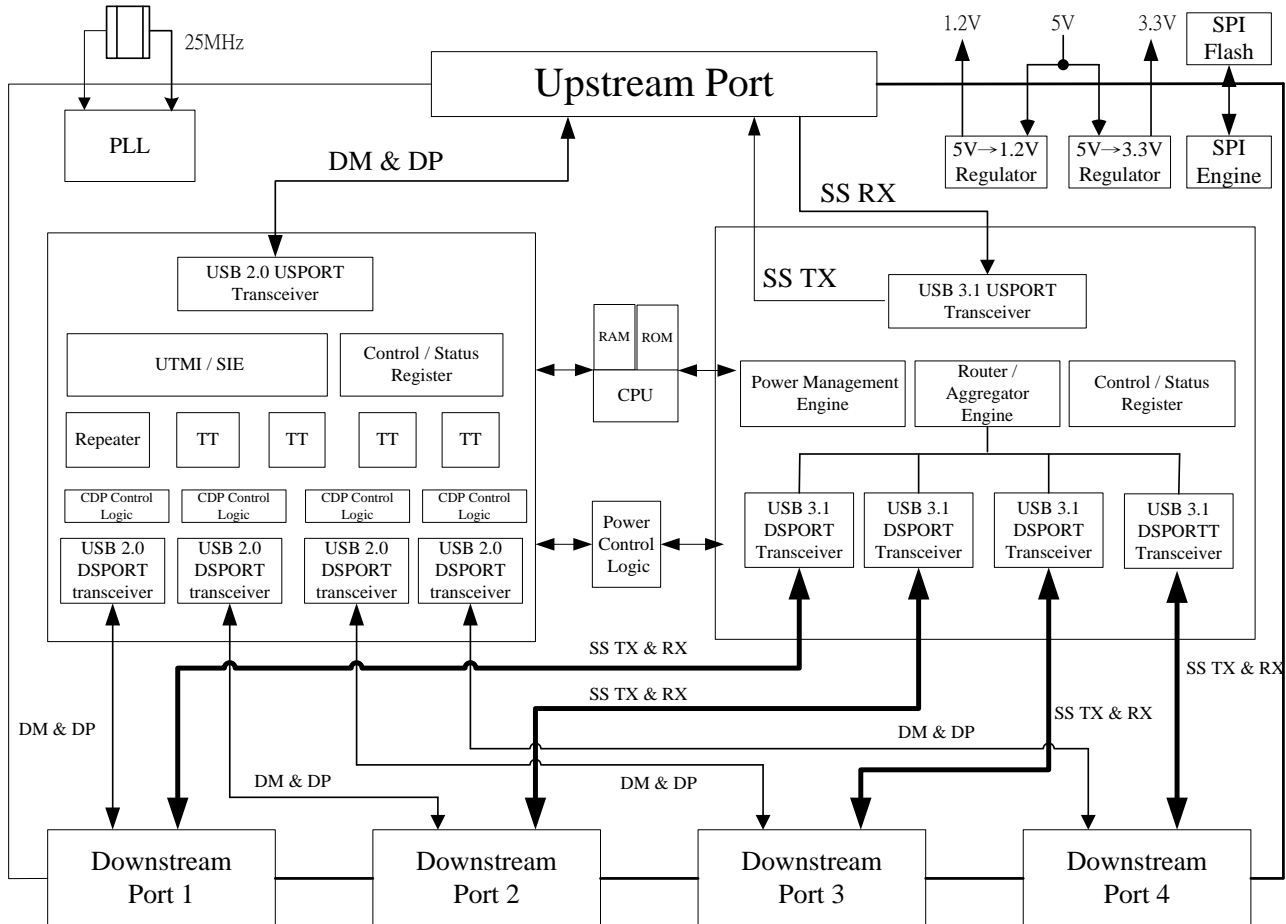 25MHz
1.2V
5V
3.3V
SPI
Flash
Upstream Port
PLL
5V→1.2V
Regulator
5V→3.3V
Regulator
SPI
Engine
DM & DP
SS RX
SS TX
USB 2.0 USPORT
Transceiver
USB 3.1 USPORT
Transceiver
UTMI / SIE
Control / Status
Register
RAM
ROM
CPU
Power Management
Engine
Router /
Aggregator
Engine
Control / Status
Register
Repeater
TT
TT
TT
TT
CDP Control
Logic
CDP Control
Logic
CDP Control
Logic
CDP Control
Logic
Power
Control
Logic
USB 2.0
DSPORT
transceiver
USB 2.0
DSPORT
transceiver
USB 2.0
DSPORT
transceiver
USB 2.0
DSPORT
transceiver
USB 3.1
DSPORT
Transceiver
USB 3.1
DSPORT
Transceiver
USB 3.1
DSPORT
Transceiver
USB 3.1
DSPORTT
Transceiver
SS TX & RX
SS TX & RX
SS TX & RX
SS TX & RX
DM & DP
DM & DP
DM & DP
DM & DP
Downstream
Port 1
Downstream
Port 2
Downstream
Port 3
Downstream
Port 4